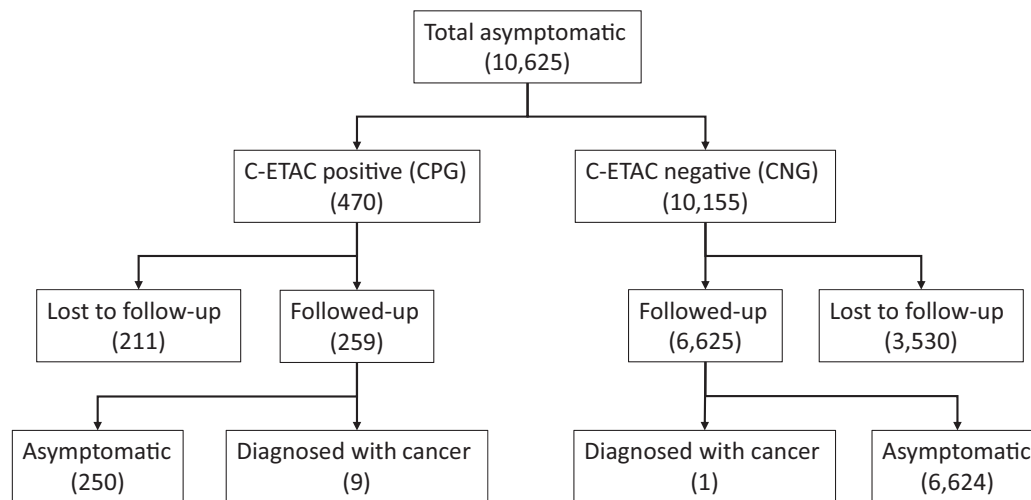 Total asymptomatic
(10,625)
C-ETAC positive (CPG)
(470)
C-ETAC negative (CNG)
(10,155)
Lost to follow-up
(211)
Followed-up
(259)
Followed-up
(6,625)
Lost to follow-up
(3,530)
Asymptomatic
(250)
Diagnosed with cancer
(9)
Diagnosed with cancer
(1)
Asymptomatic
(6,624)